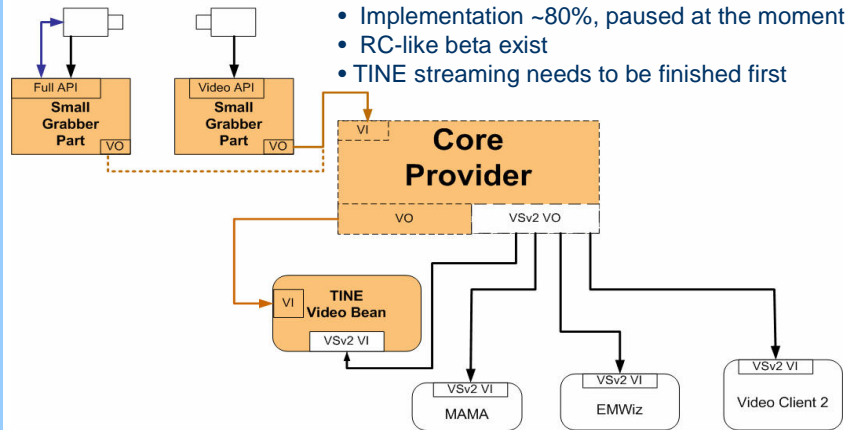 • Implementation ~80%, paused at the moment
• RC-like beta exist
• TINE streaming needs to be finished first
Full API
Small
Grabber
Part
VO
Video API
Small
Grabber
Part
VO
VI
Core
Provider
VO
VSv2 VO
VI
TINE
Video Bean
VSv2 VI
VSv2 VI
MAMA
VSv2 VI
EMWiz
VSv2 VI
Video Client 2